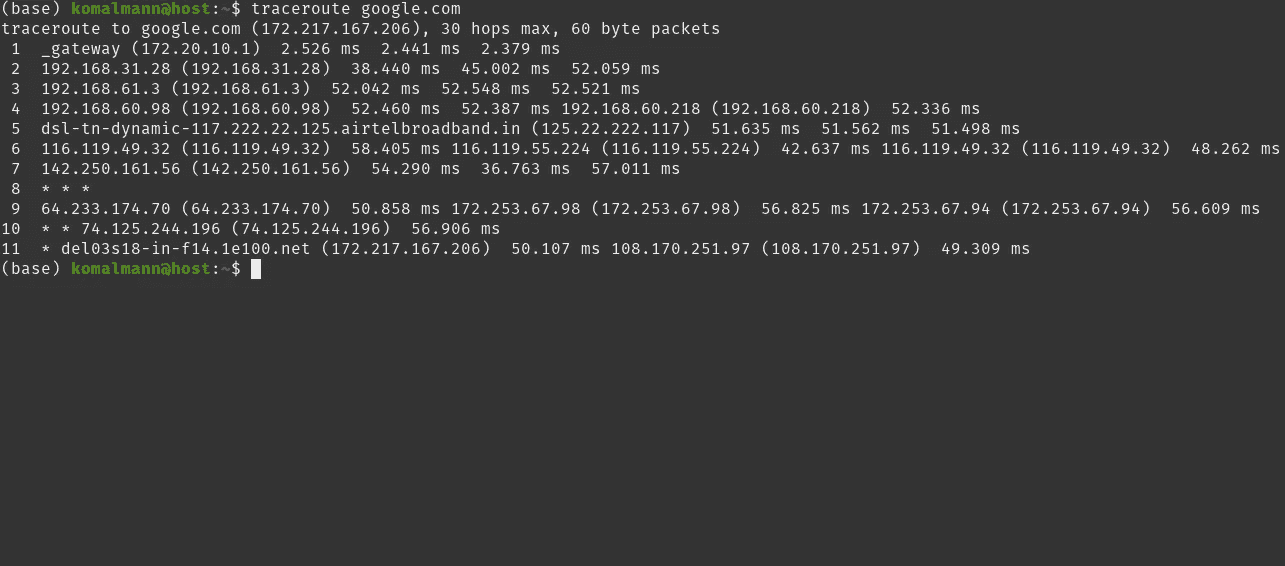 (base) komalmann@host:~$ traceroute google.com
traceroute to google.com (172.217.167.206), 30 hops max, 60 byte packets
 1  _gateway (172.20.10.1)  2.526 ms  2.441 ms  2.379 ms
 2  192.168.31.28 (192.168.31.28)  38.440 ms  45.002 ms  52.059 ms
 3  192.168.61.3 (192.168.61.3)  52.042 ms  52.548 ms  52.521 ms
 4  192.168.60.98 (192.168.60.98)  52.460 ms  52.387 ms 192.168.60.218 (192.168.60.218)  52.336 ms
 5  dsl-tn-dynamic-117.222.22.125.airtelbroadband.in (125.22.222.117)  51.635 ms  51.562 ms  51.498 ms
 6  116.119.49.32 (116.119.49.32)  58.405 ms 116.119.55.224 (116.119.55.224)  42.637 ms 116.119.49.32 (116.119.49.32)  48.262 ms
 7  142.250.161.56 (142.250.161.56)  54.290 ms  36.763 ms  57.011 ms
 8  * * *
 9  64.233.174.70 (64.233.174.70)  50.858 ms 172.253.67.98 (172.253.67.98)  56.825 ms 172.253.67.94 (172.253.67.94)  56.609 ms
10  * * 74.125.244.196 (74.125.244.196)  56.906 ms
11  * del03s18-in-f14.1e100.net (172.217.167.206)  50.107 ms 108.170.251.97 (108.170.251.97)  49.309 ms
(base) komalmann@host:~$